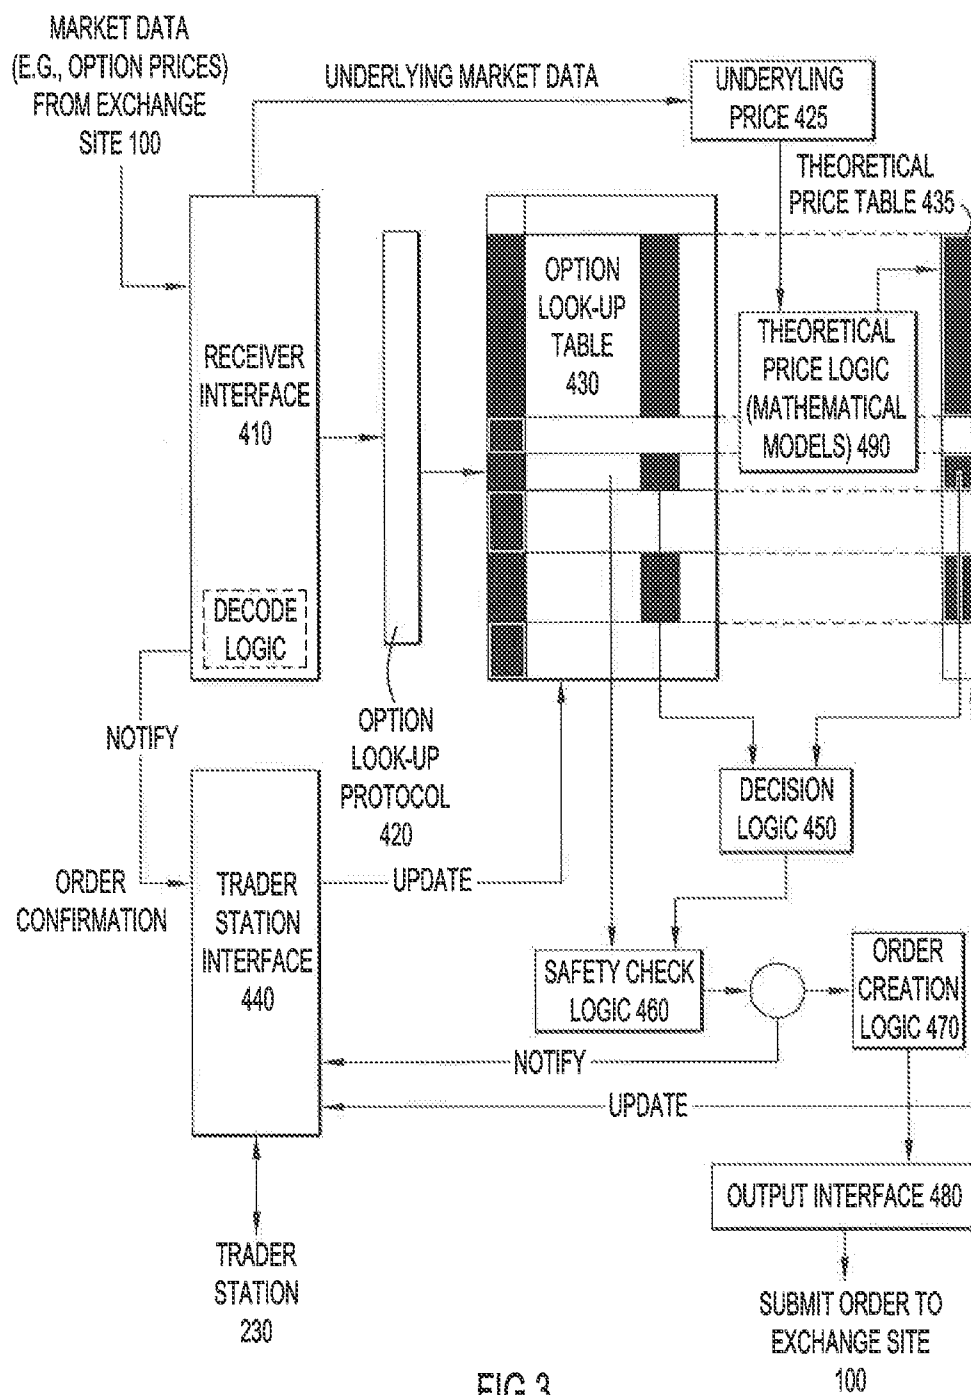 MARKET DATA
(E.G., OPTION PRICES)
FROM EXCHANGE
SITE 100
UNDERLYING MARKET DATA
UNDERYLING
PRICE 425
THEORETICAL
PRICE TABLE 435
RECEIVER
INTERFACE
410
DECODE
LOGIC
OPTION
LOOK-UP
TABLE
430
THEORETICAL
PRICE LOGIC
(MATHEMATICAL
MODELS) 490
NOTIFY
OPTION
LOOK-UP
PROTOCOL
420
DECISION
LOGIC 450
ORDER
CONFIRMATION
TRADER
STATION
INTERFACE
440
UPDATE
SAFETY CHECK
LOGIC 460
ORDER
CREATION
LOGIC 470
NOTIFY
UPDATE
OUTPUT INTERFACE 480
TRADER
STATION
230
SUBMIT ORDER TO
EXCHANGE SITE
100
FIG.3